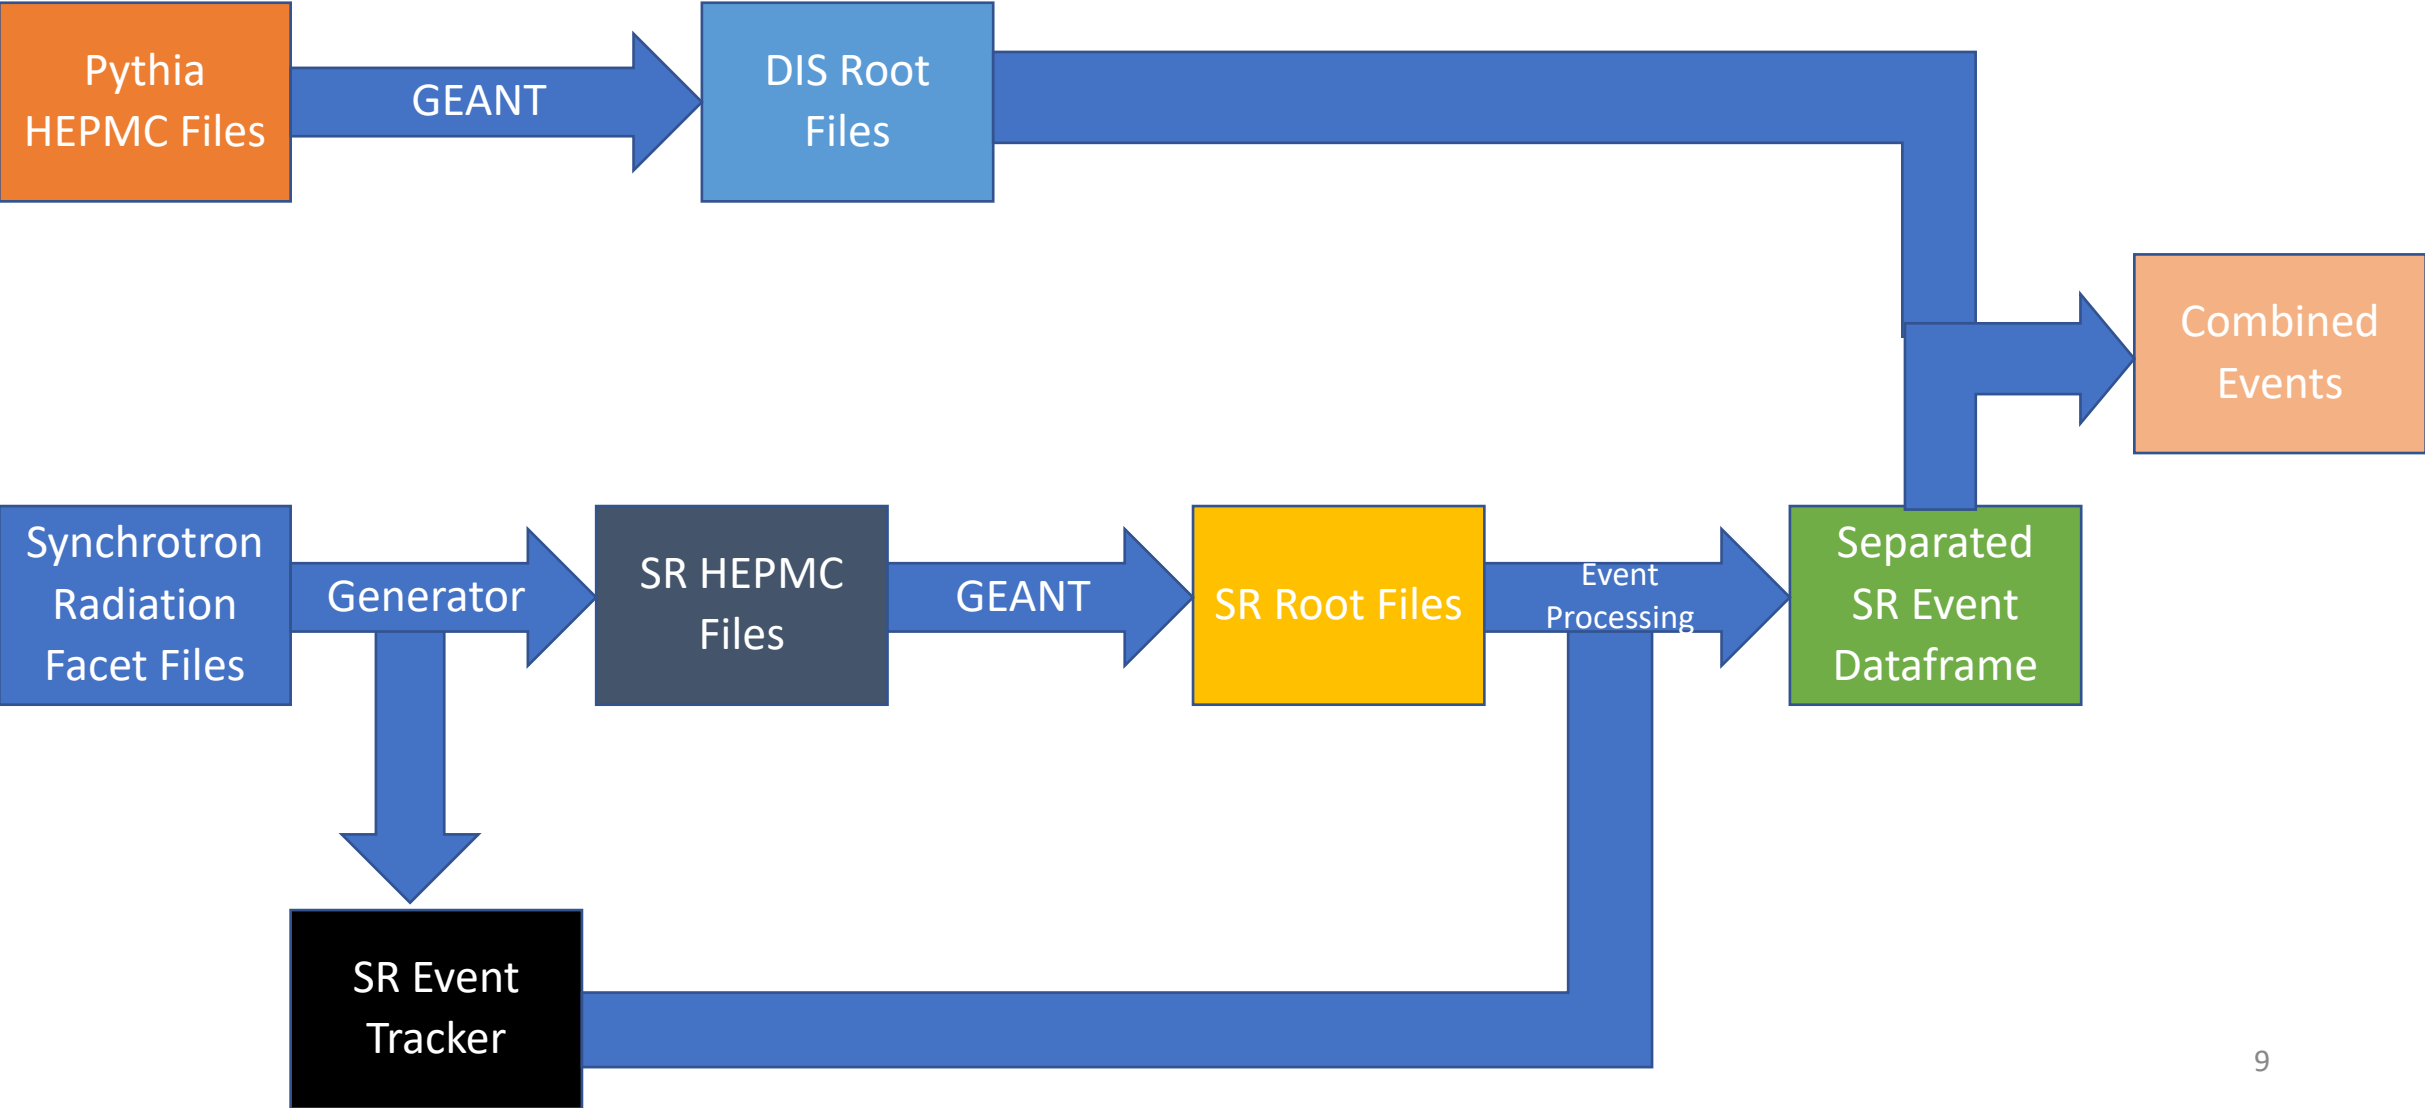 Pythia
HEPMC Files
GEANT
DIS Root
Files
Combined
Events
Synchrotron
Radiation
Facet Files
Generator
SR HEPMC
Files
GEANT
SR Root Files
Event
Processing
Separated
SR Event
Dataframe
SR Event
Tracker
9